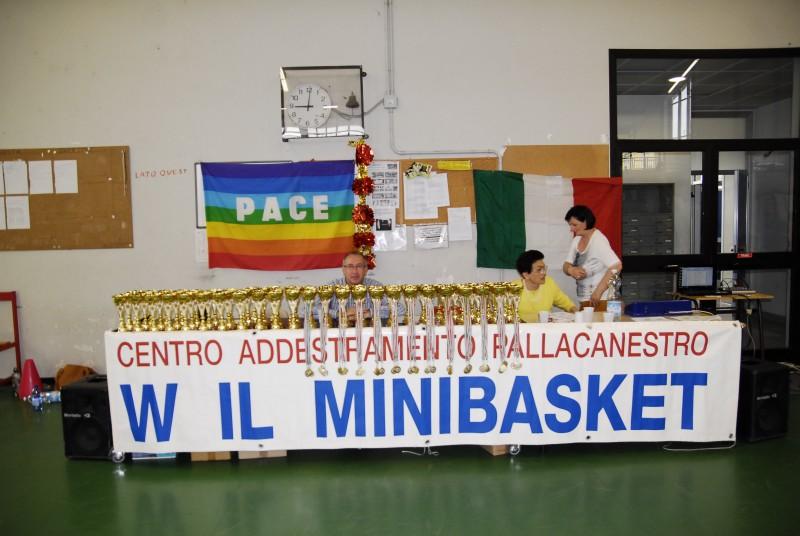 LATO OVEST
PACE
CENTRO ADDESTRAMENTO PALLACANESTRO
W IL MINIBASKET